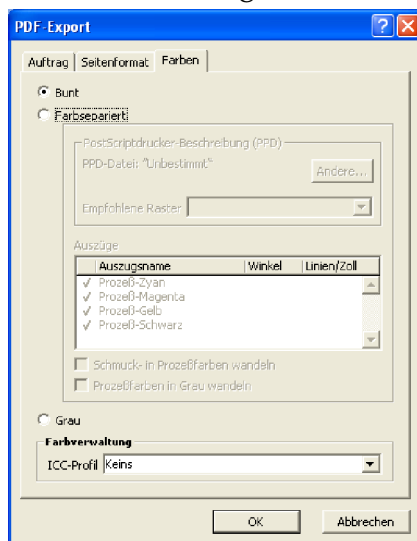 PDF-Export
Auftrag Seitenformat Farben
Bunt
Farbsepariert
PostScriptdrucker-Beschreibung (PPD)
PPD-Datei: "Unbestimmt"
Andere...
Empfohlene Raster
Auszüge
Auszugsname Winkel Linien/Zoll
✓ Prozeß-Zyan
✓ Prozeß-Magenta
✓ Prozeß-Gelb
✓ Prozeß-Schwarz
Schmuck- in Prozeßfarben wandeln
Prozeßfarben in Grau wandeln
Grau
Farbverwaltung
ICC-Profil Keins
OK Abbrechen